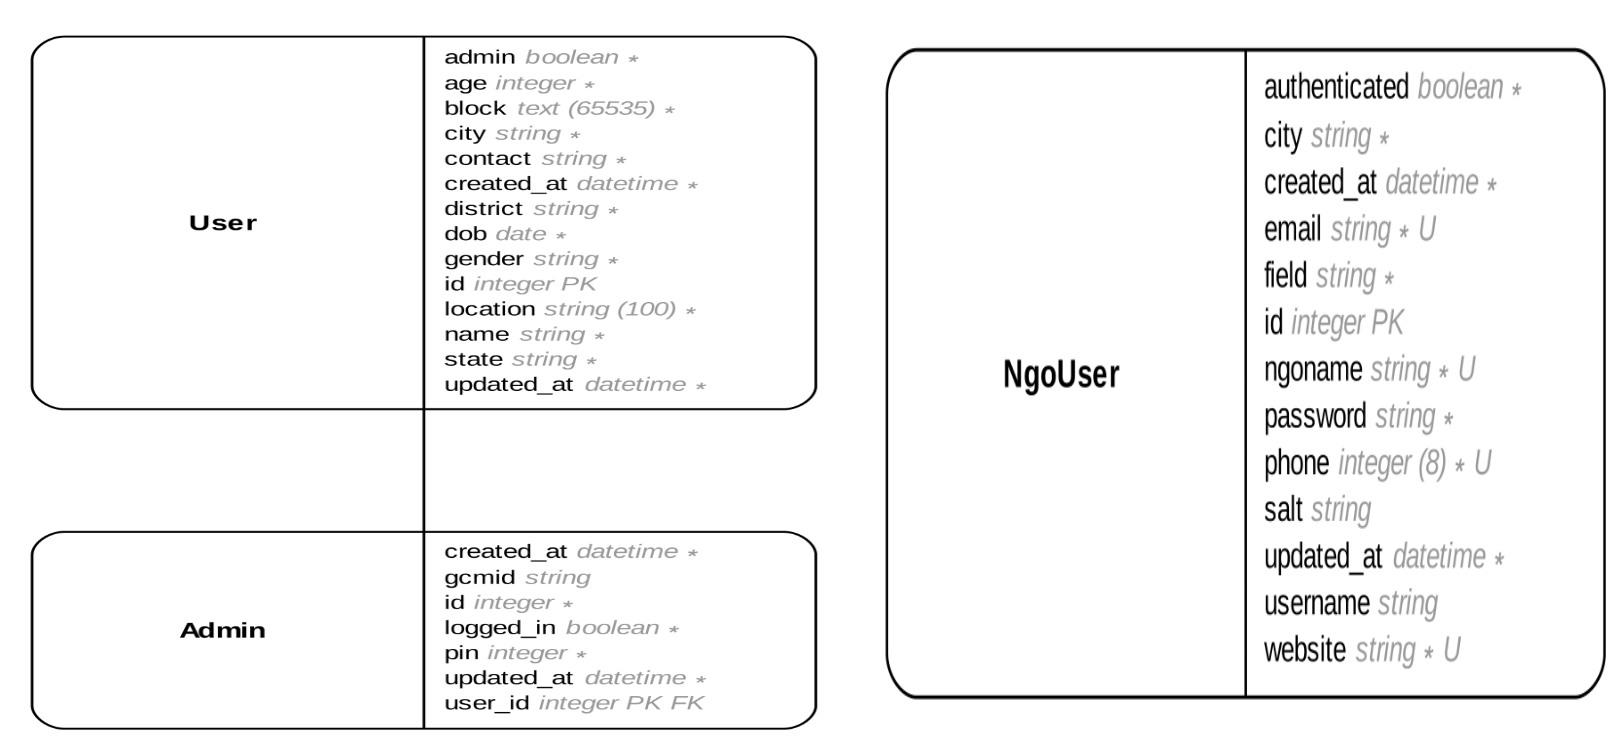 User
admin boolean *
age integer *
block text (65535) *
city string *
contact string *
created_at datetime *
district string *
dob date *
gender string *
id integer PK
location string (100) *
name string *
state string *
updated_at datetime *
Admin
created_at datetime *
gcmid string
id integer *
logged_in boolean *
pin integer *
updated_at datetime *
user_id integer PK FK
NgoUser
authenticated boolean *
city string *
created_at datetime *
email string * U
field string *
id integer PK
ngoname string * U
password string *
phone integer (8) * U
salt string
updated_at datetime *
username string
website string * U